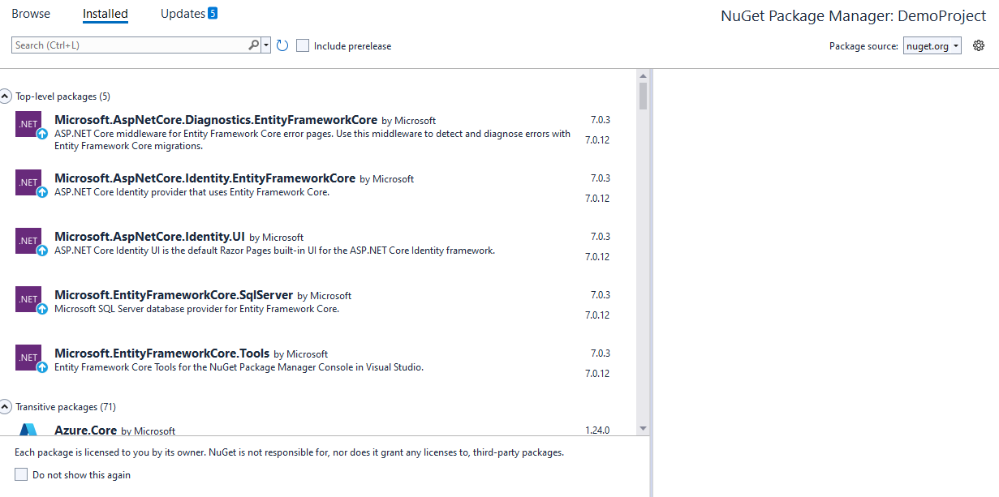 Browse Installed Updates 5 NuGet Package Manager: DemoProject
Search (Ctrl+L) Include prerelease Package source: nuget.org
Top-level packages (5)
.NET Microsoft.AspNetCore.Diagnostics.EntityFrameworkCore by Microsoft 7.0.3
ASP.NET Core middleware for Entity Framework Core error pages. Use this middleware to detect and diagnose errors with 7.0.12
Entity Framework Core migrations.
.NET Microsoft.AspNetCore.Identity.EntityFrameworkCore by Microsoft 7.0.3
ASP.NET Core Identity provider that uses Entity Framework Core. 7.0.12
.NET Microsoft.AspNetCore.Identity.UI by Microsoft 7.0.3
ASP.NET Core Identity UI is the default Razor Pages built-in UI for the ASP.NET Core Identity framework. 7.0.12
.NET Microsoft.EntityFrameworkCore.SqlServer by Microsoft 7.0.3
Microsoft SQL Server database provider for Entity Framework Core. 7.0.12
.NET Microsoft.EntityFrameworkCore.Tools by Microsoft 7.0.3
Entity Framework Core Tools for the NuGet Package Manager Console in Visual Studio. 7.0.12
Transitive packages (71)
Azure.Core by Microsoft 1.24.0
Each package is licensed to you by its owner. NuGet is not responsible for, nor does it grant any licenses to, third-party packages.
Do not show this again